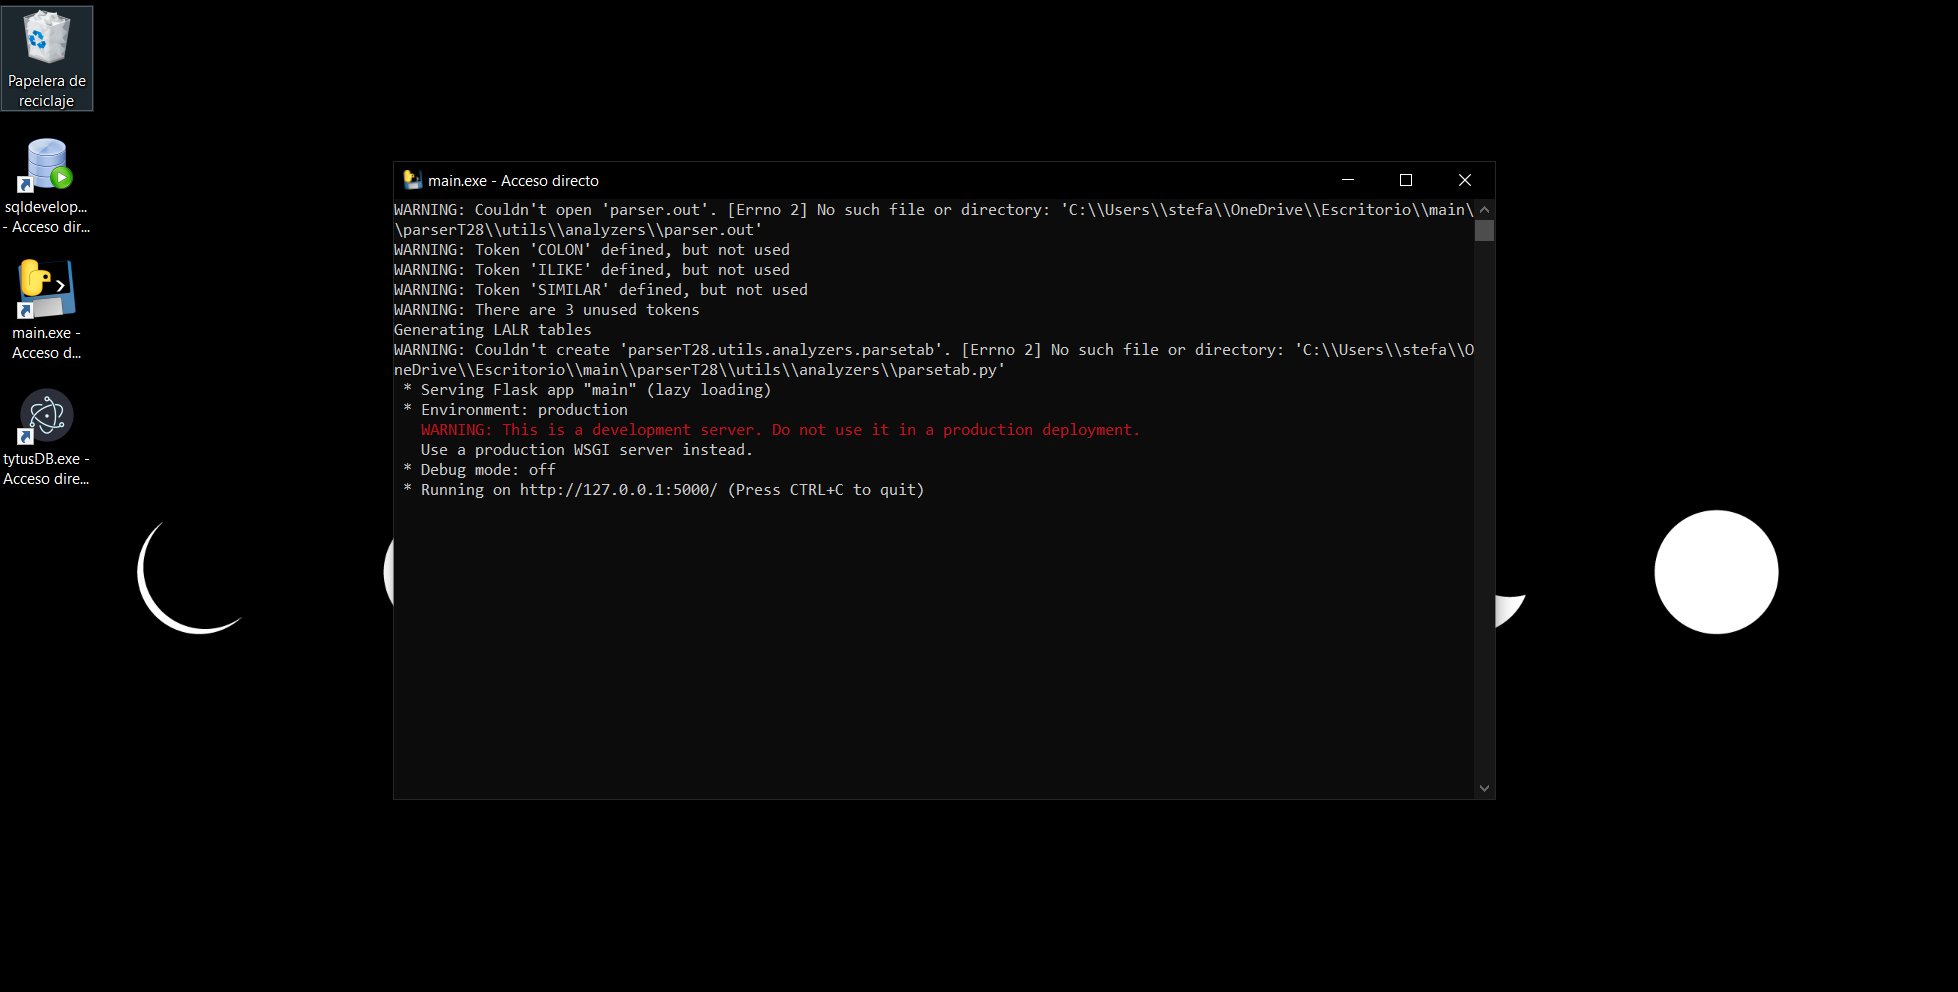 Papelera de
reciclaje
sqldevelop...
- Acceso dir...
main.exe -
Acceso d...
tytusDB.exe -
Acceso dire...
main.exe - Acceso directo
WARNING: Couldn't open 'parser.out'. [Errno 2] No such file or directory: 'C:\\Users\\stefa\\OneDrive\\Escritorio\\main\
\parserT28\\utils\\analyzers\\parser.out'
WARNING: Token 'COLON' defined, but not used
WARNING: Token 'ILIKE' defined, but not used
WARNING: Token 'SIMILAR' defined, but not used
WARNING: There are 3 unused tokens
Generating LALR tables
WARNING: Couldn't create 'parserT28.utils.analyzers.parsetab'. [Errno 2] No such file or directory: 'C:\\Users\\stefa\\O
neDrive\\Escritorio\\main\\parserT28\\utils\\analyzers\\parsetab.py'
* Serving Flask app "main" (lazy loading)
* Environment: production
WARNING: This is a development server. Do not use it in a production deployment.
Use a production WSGI server instead.
* Debug mode: off
* Running on http://127.0.0.1:5000/ (Press CTRL+C to quit)